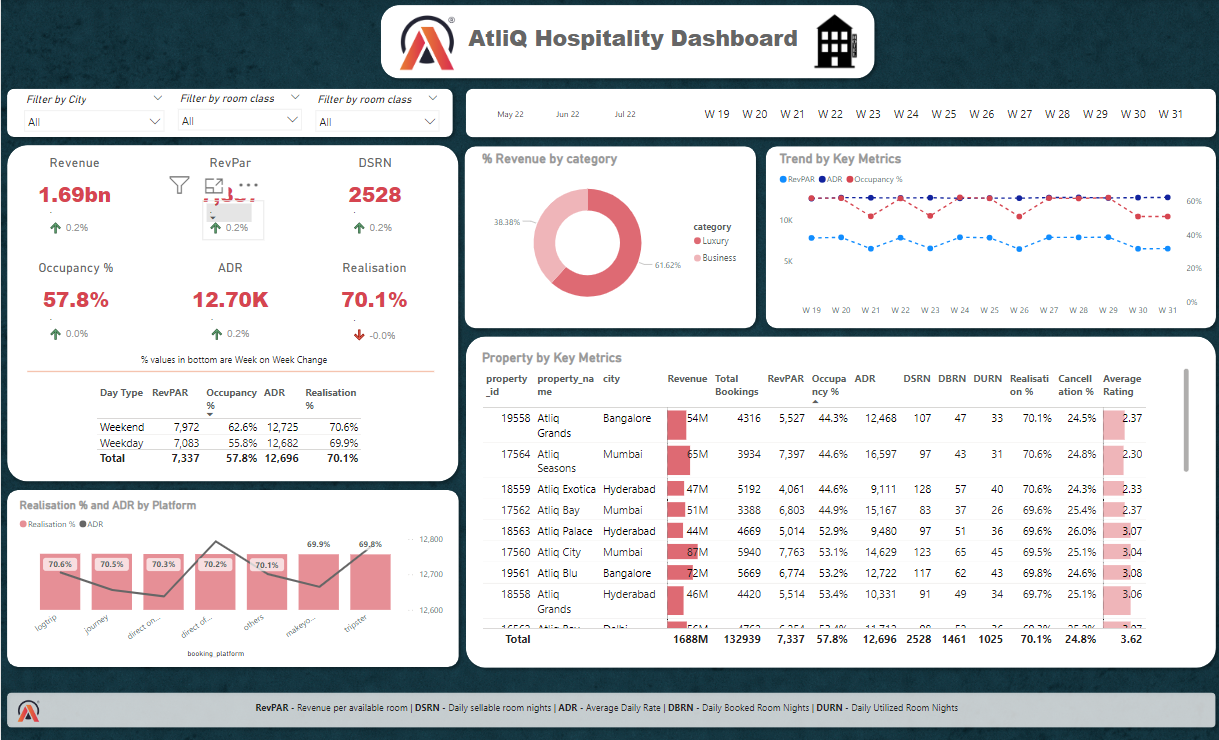 AtliQ Hospitality Dashboard
Filter by City
Filter by room class
Filter by room class
All
All
All
May 22 Jun 22 Jul 22 W 19 W 20 W 21 W 22 W 23 W 24 W 25 W 26 W 27 W 28 W 29 W 30 W 31
Revenue
1.69bn
0.2%
RevPar
0.2%
DSRN
2528
0.2%
Occupancy %
57.8%
0.0%
ADR
12.70K
0.2%
Realisation
70.1%
-0.0%
% values in bottom are Week on Week Change
Day Type RevPAR Occupancy % ADR Realisation %
Weekend 7,972 62.6% 12,725 70.6%
Weekday 7,083 55.8% 12,682 69.9%
Total 7,337 57.8% 12,696 70.1%
% Revenue by category
38.38%
61.62%
category
Luxury
Business
Trend by Key Metrics
RevPAR ADR Occupancy %
10K
5K
60%
40%
20%
0%
W 19 W 20 W 21 W 22 W 23 W 24 W 25 W 26 W 27 W 28 W 29 W 30 W 31
Realisation % and ADR by Platform
Realisation % ADR
70.6% 70.5% 70.3% 70.2% 70.1% 69.9% 69.8%
12,800
12,700
12,600
logtrip journey direct on... direct of... others makeyo... tripster
booking_platform
Property by Key Metrics
property_id property_name city Revenue Total Bookings RevPAR Occupancy % ADR DSRN DBRN DURN Realisation % Cancellation % Average Rating
19558 Atliq Grands Bangalore 54M 4316 5,527 44.3% 12,468 107 47 33 70.1% 24.5% 2.37
17564 Atliq Seasons Mumbai 65M 3934 7,397 44.6% 16,597 97 43 31 70.6% 24.8% 2.30
18559 Atliq Exotica Hyderabad 47M 5192 4,061 44.6% 9,111 128 57 40 70.6% 24.3% 2.33
17562 Atliq Bay Mumbai 51M 3388 6,803 44.9% 15,167 83 37 26 69.6% 25.4% 2.37
18563 Atliq Palace Hyderabad 44M 4669 5,014 52.9% 9,480 97 51 36 69.6% 26.0% 3.07
17560 Atliq City Mumbai 87M 5940 7,763 53.1% 14,629 123 65 45 69.5% 25.1% 3.04
19561 Atliq Blu Bangalore 72M 5669 6,774 53.2% 12,722 117 62 43 69.8% 24.6% 3.08
18558 Atliq Grands Hyderabad 46M 4420 5,514 53.4% 10,331 91 49 34 69.7% 25.1% 3.06
Total 1688M 132939 7,337 57.8% 12,696 2528 1461 1025 70.1% 24.8% 3.62
RevPAR - Revenue per available room | DSRN - Daily sellable room nights | ADR - Average Daily Rate | DBRN - Daily Booked Room Nights | DURN - Daily Utilized Room Nights